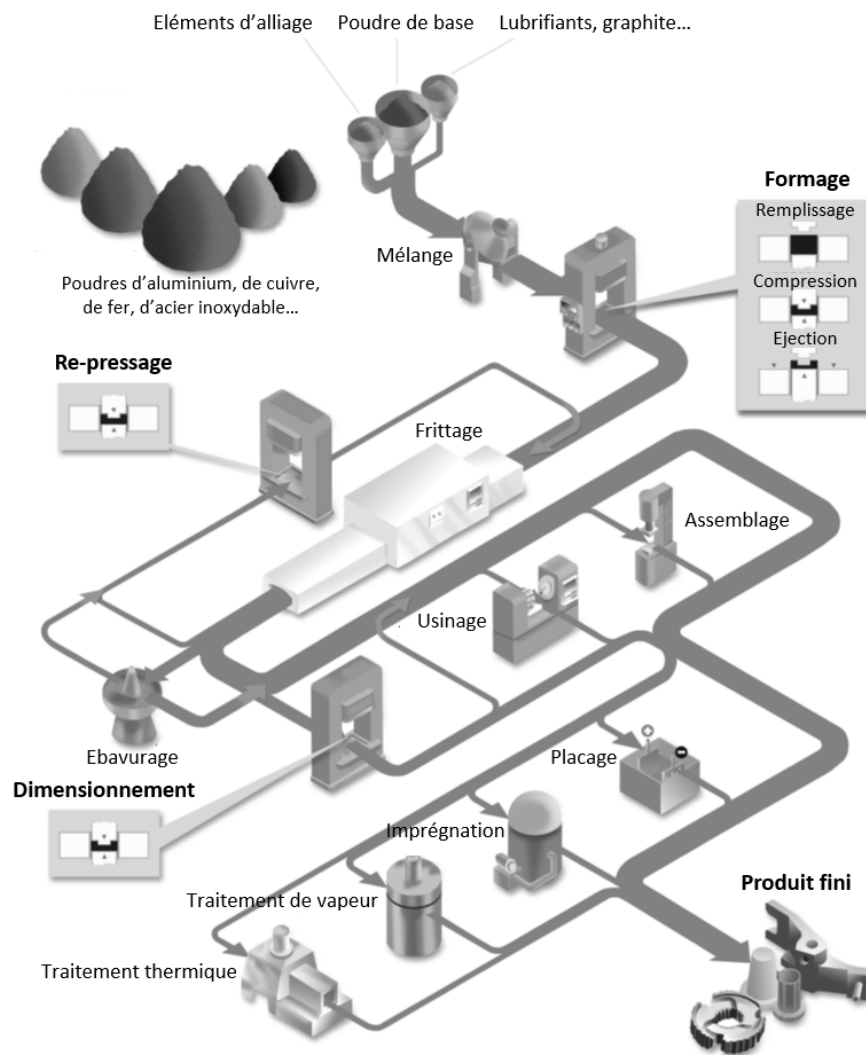 Eléments d'alliage
Poudre de base
Lubrifiants, graphite…
Formage
Remplissage
Mélange
Poudres d'aluminium, de cuivre,
de fer, d'acier inoxydable…
Compression
Ejection
Re-pressage
Frittage
Assemblage
Usinage
Ebavurage
Placage
Dimensionnement
Imprégnation
Produit fini
Traitement de vapeur
Traitement thermique